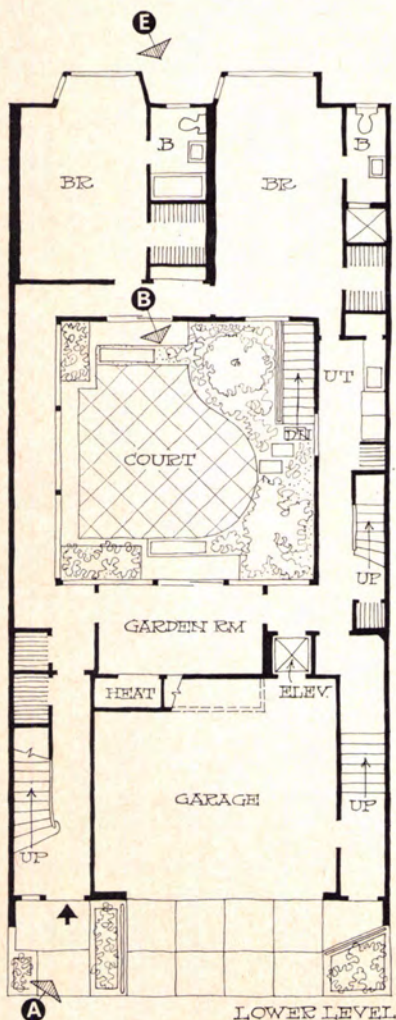 E
B
B
BR
BR
B
UT
COURT
DN
UP
GARDEN RM
HEAT
ELEV.
GARAGE
UP
UP
A
LOWER LEVEL